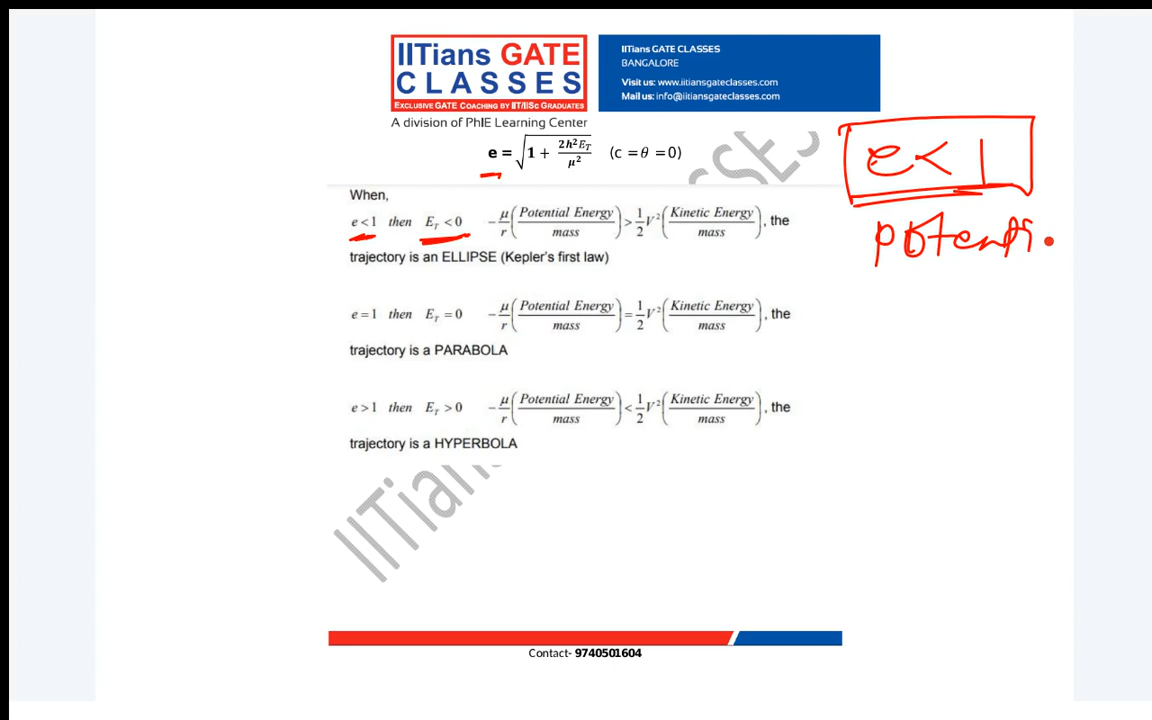 IITians GATE
CLASSES
EXCLUSIVE GATE COACHING BY IIT/IISc GRADUATES
A division of PhIE Learning Center
IITians GATE CLASSES
BANGALORE
Visit us: www.iitiansgateclasses.com
Mail us: info@iitiansgateclasses.com
e = √(1 + 2h²E_T/μ²) (c = θ = 0)
e < 1
potenti
When,
e < 1 then E_T < 0 −μ/r (Potential Energy/mass) > 1/2 V² (Kinetic Energy/mass), the
trajectory is an ELLIPSE (Kepler's first law)
e = 1 then E_T = 0 −μ/r (Potential Energy/mass) = 1/2 V² (Kinetic Energy/mass), the
trajectory is a PARABOLA
e > 1 then E_T > 0 −μ/r (Potential Energy/mass) < 1/2 V² (Kinetic Energy/mass), the
trajectory is a HYPERBOLA
IITians
Contact- 9740501604